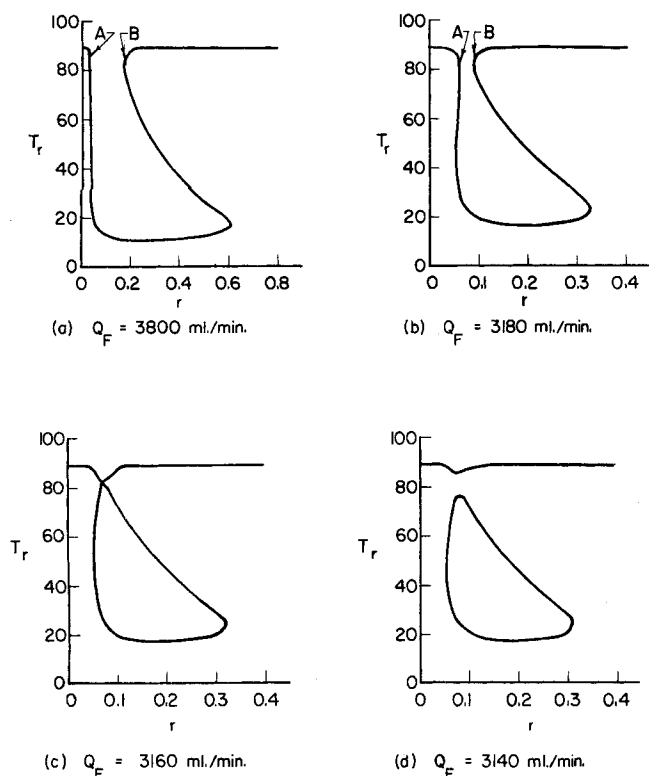 A B
100
80
60
T_r
40
20
0
0 0.2 0.4 0.6 0.8
r
(a) Q_F = 3800 ml./min.
A B
100
80
60
T_r
40
20
0
0 0.1 0.2 0.3 0.4
r
(b) Q_F = 3180 ml./min.
100
80
60
T_r
40
20
0
0 0.1 0.2 0.3 0.4
r
(c) Q_F = 3160 ml./min.
100
80
60
T_r
40
20
0
0 0.1 0.2 0.3 0.4
r
(d) Q_F = 3140 ml./min.